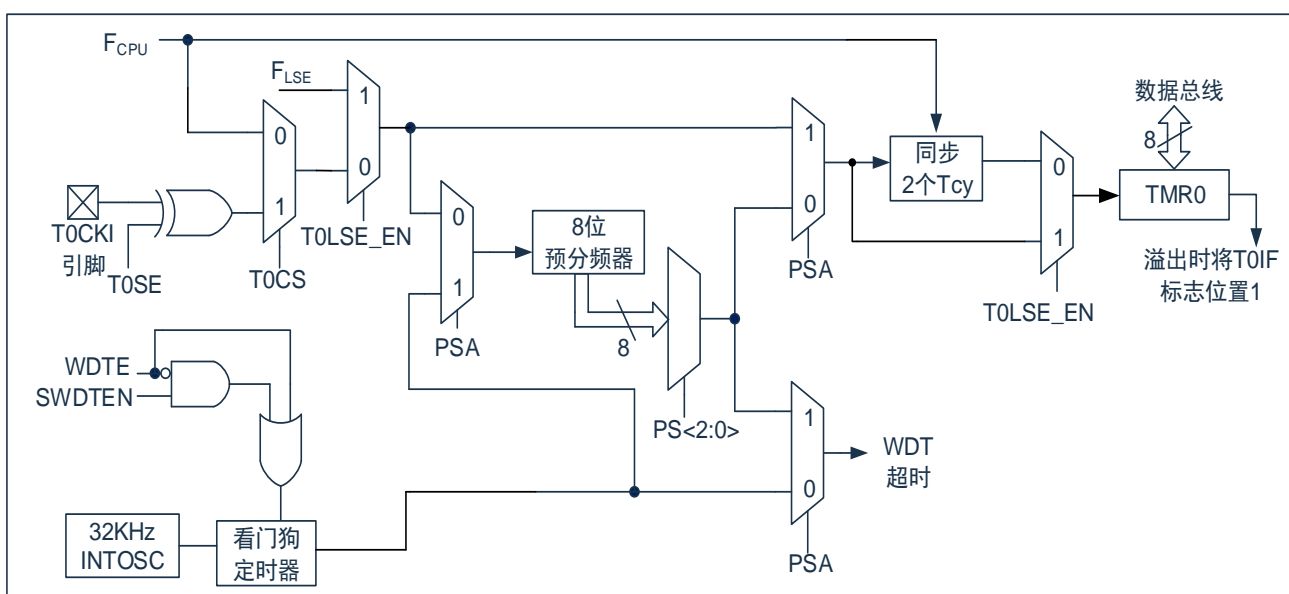 FCPU
FLSE
1
0
0
1
T0CKI
引脚
T0SE
T0CS
T0LSE_EN
0
1
PSA
8位
预分频器
8
PS<2:0>
1
0
PSA
同步
2个Tcy
0
1
T0LSE_EN
数据总线
8
TMR0
溢出时将T0IF
标志位置1
WDTE
SWDTEN
32KHz
INTOSC
看门狗
定时器
1
0
PSA
WDT
超时